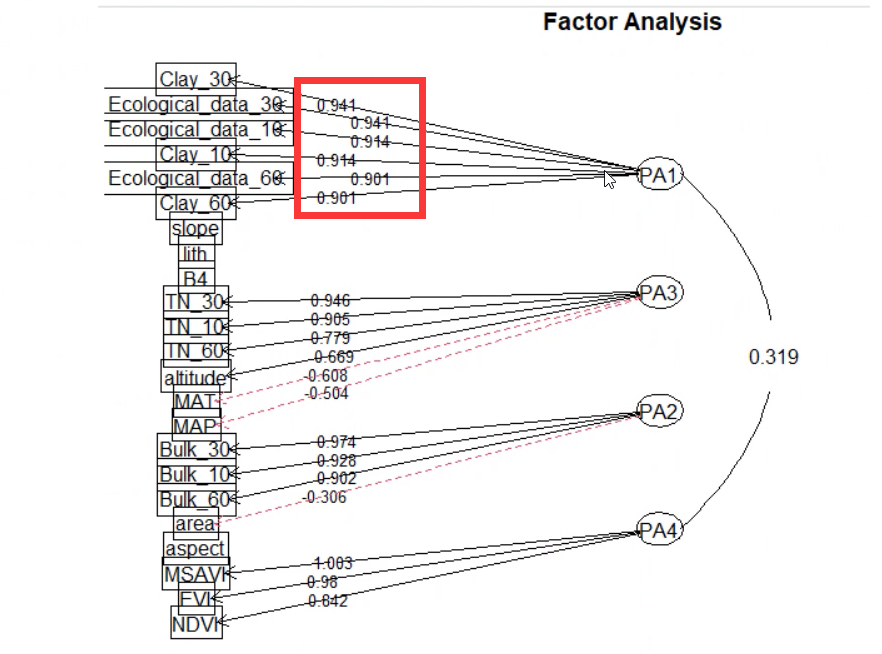 Factor Analysis
Clay_30
0.941
Ecological_data_30
0.941
Ecological_data_10
0.914
Clay_10
0.914
PA1
Ecological_data_60
0.901
Clay_60
0.901
slope
lith
B4
TN_30
0.946
PA3
TN_10
0.905
TN_60
0.779
0.319
altitude
0.669
MAT
-0.608
MAP
-0.504
PA2
Bulk_30
0.974
Bulk_10
0.928
Bulk_60
0.902
area
-0.306
PA4
aspect
MSAVI
1.003
EVI
0.98
NDVI
0.842